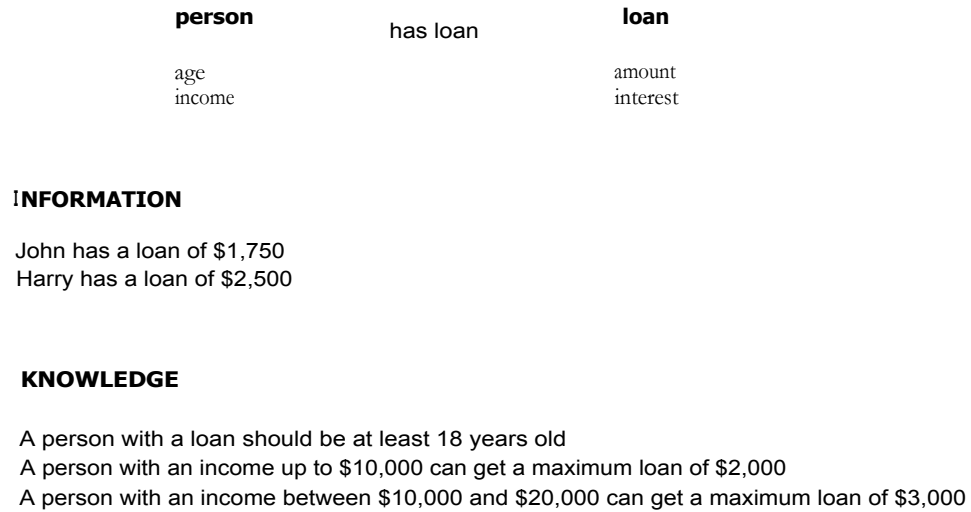 person has loan loan
age amount
income interest
INFORMATION
John has a loan of $1,750
Harry has a loan of $2,500
KNOWLEDGE
A person with a loan should be at least 18 years old
A person with an income up to $10,000 can get a maximum loan of $2,000
A person with an income between $10,000 and $20,000 can get a maximum loan of $3,000